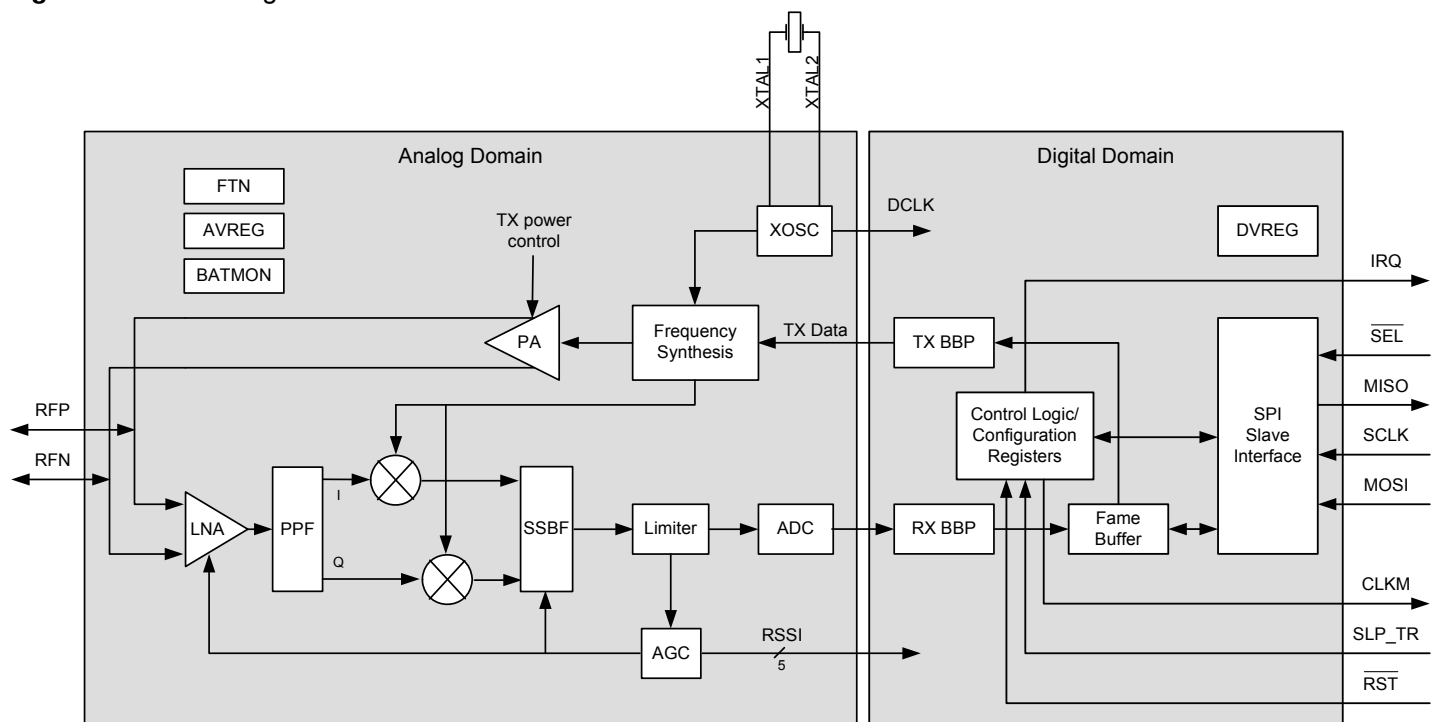 XTAL1
XTAL2
Analog Domain
Digital Domain
FTN
AVREG
BATMON
TX power
control
XOSC
DCLK
DVREG
IRQ
PA
Frequency
Synthesis
TX Data
TX BBP
SEL
MISO
SCLK
MOSI
Control Logic/
Configuration
Registers
SPI
Slave
Interface
RFP
RFN
LNA
PPF
I
Q
SSBF
Limiter
ADC
RX BBP
Fame
Buffer
AGC
RSSI
5
CLKM
SLP_TR
RST